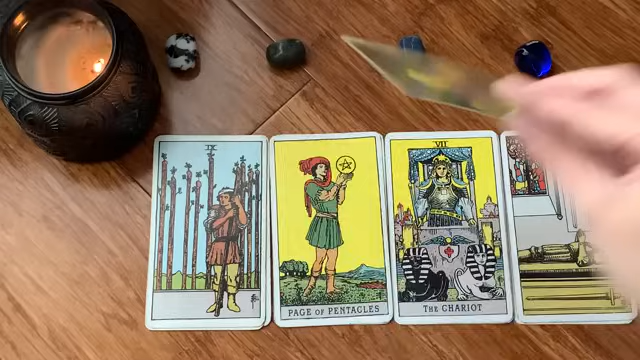 IX
PAGE OF PENTACLES
VII
THE CHARIOT